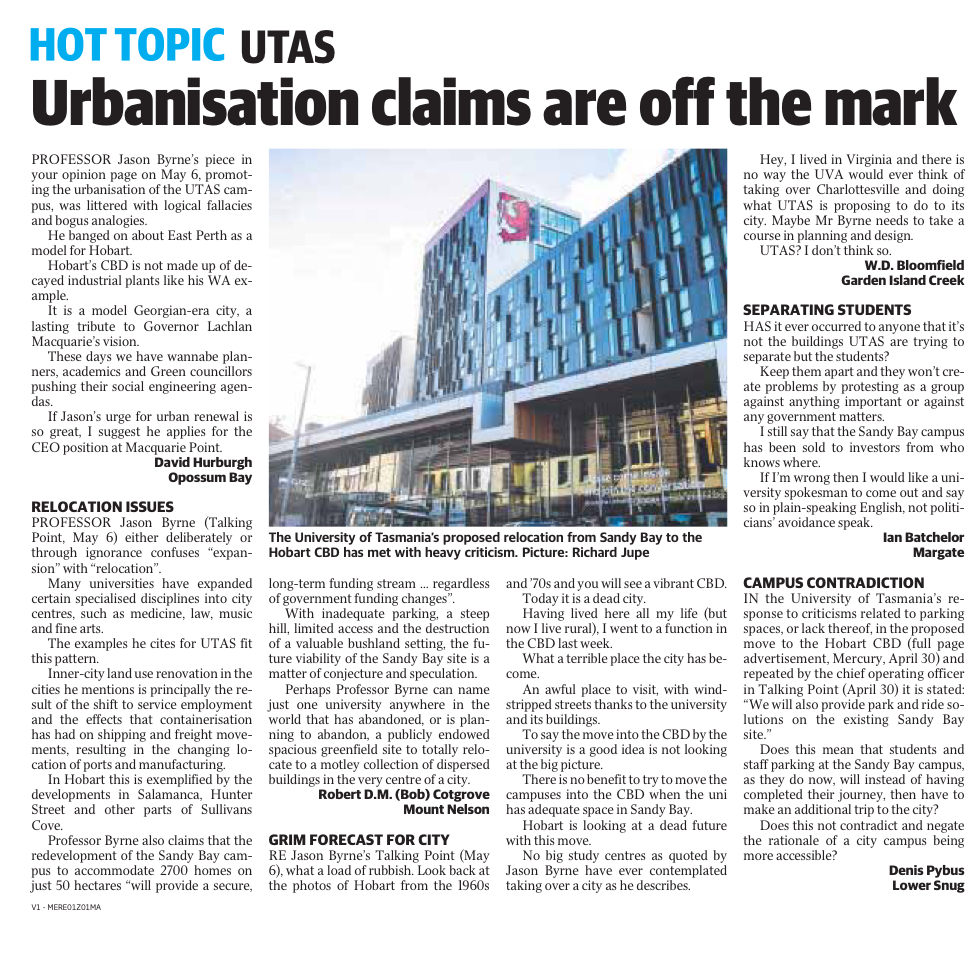 HOT TOPIC UTAS
Urbanisation claims are off the mark
PROFESSOR Jason Byrne's piece in
your opinion page on May 6, promot-
ing the urbanisation of the UTAS cam-
pus, was littered with logical fallacies
and bogus analogies.
He banged on about East Perth as a
model for Hobart.
Hobart's CBD is not made up of de-
cayed industrial plants like his WA ex-
ample.
It is a model Georgian-era city, a
lasting tribute to Governor Lachlan
Macquarie's vision.
These days we have wannabe plan-
ners, academics and Green councillors
pushing their social engineering agen-
das.
If Jason's urge for urban renewal is
so great, I suggest he applies for the
CEO position at Macquarie Point.
David Hurburgh
Opossum Bay
RELOCATION ISSUES
PROFESSOR Jason Byrne (Talking
Point, May 6) either deliberately or
through ignorance confuses “expan-
sion” with “relocation”.
Many universities have expanded
certain specialised disciplines into city
centres, such as medicine, law, music
and fine arts.
The examples he cites for UTAS fit
this pattern.
Inner-city land use renovation in the
cities he mentions is principally the re-
sult of the shift to service employment
and the effects that containerisation
has had on shipping and freight move-
ments, resulting in the changing lo-
cation of ports and manufacturing.
In Hobart this is exemplified by the
developments in Salamanca, Hunter
Street and other parts of Sullivans
Cove.
Professor Byrne also claims that the
redevelopment of the Sandy Bay cam-
pus to accommodate 2700 homes on
just 50 hectares “will provide a secure,
The University of Tasmania's proposed relocation from Sandy Bay to the
Hobart CBD has met with heavy criticism. Picture: Richard Jupe
long-term funding stream ... regardless
of government funding changes”.
With inadequate parking, a steep
hill, limited access and the destruction
of a valuable bushland setting, the fu-
ture viability of the Sandy Bay site is a
matter of conjecture and speculation.
Perhaps Professor Byrne can name
just one university anywhere in the
world that has abandoned, or is plan-
ning to abandon, a publicly endowed
spacious greenfield site to totally relo-
cate to a motley collection of dispersed
buildings in the very centre of a city.
Robert D.M. (Bob) Cotgrove
Mount Nelson
GRIM FORECAST FOR CITY
RE Jason Byrne's Talking Point (May
6), what a load of rubbish. Look back at
the photos of Hobart from the 1960s
and ’70s and you will see a vibrant CBD.
Today it is a dead city.
Having lived here all my life (but
now I live rural), I went to a function in
the CBD last week.
What a terrible place the city has be-
come.
An awful place to visit, with wind-
stripped streets thanks to the university
and its buildings.
To say the move into the CBD by the
university is a good idea is not looking
at the big picture.
There is no benefit to try to move the
campuses into the CBD when the uni
has adequate space in Sandy Bay.
Hobart is looking at a dead future
with this move.
No big study centres as quoted by
Jason Byrne have ever contemplated
taking over a city as he describes.
Hey, I lived in Virginia and there is
no way the UVA would ever think of
taking over Charlottesville and doing
what UTAS is proposing to do to its
city. Maybe Mr Byrne needs to take a
course in planning and design.
UTAS? I don't think so.
W.D. Bloomfield
Garden Island Creek
SEPARATING STUDENTS
HAS it ever occurred to anyone that it's
not the buildings UTAS are trying to
separate but the students?
Keep them apart and they won't cre-
ate problems by protesting as a group
against anything important or against
any government matters.
I still say that the Sandy Bay campus
has been sold to investors from who
knows where.
If I'm wrong then I would like a uni-
versity spokesman to come out and say
so in plain-speaking English, not politi-
cians' avoidance speak.
Ian Batchelor
Margate
CAMPUS CONTRADICTION
IN the University of Tasmania's re-
sponse to criticisms related to parking
spaces, or lack thereof, in the proposed
move to the Hobart CBD (full page
advertisement, Mercury, April 30) and
repeated by the chief operating officer
in Talking Point (April 30) it is stated:
“We will also provide park and ride so-
lutions on the existing Sandy Bay
site.”
Does this mean that students and
staff parking at the Sandy Bay campus,
as they do now, will instead of having
completed their journey, then have to
make an additional trip to the city?
Does this not contradict and negate
the rationale of a city campus being
more accessible?
Denis Pybus
Lower Snug
V1 - MERE01Z01MA